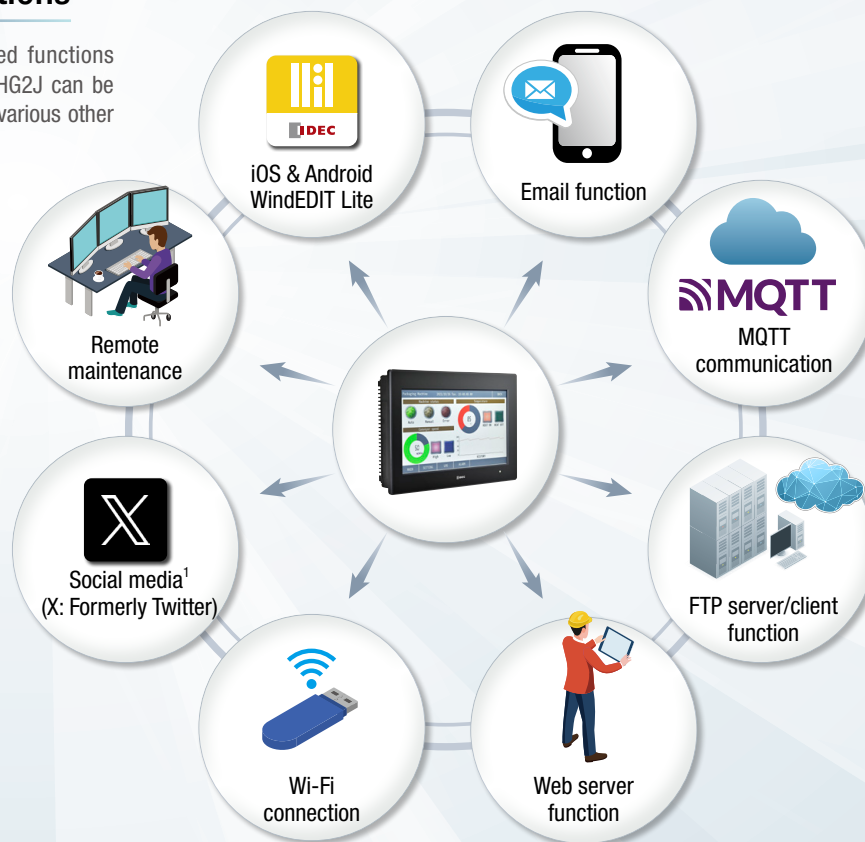 ed functions
HG2J can be
various other
IDEC
iOS & Android
WindEDIT Lite
Email function
MQTT
MQTT
communication
FTP server/client
function
Web server
function
Wi-Fi
connection
Social media¹
(X: Formerly Twitter)
Remote
maintenance